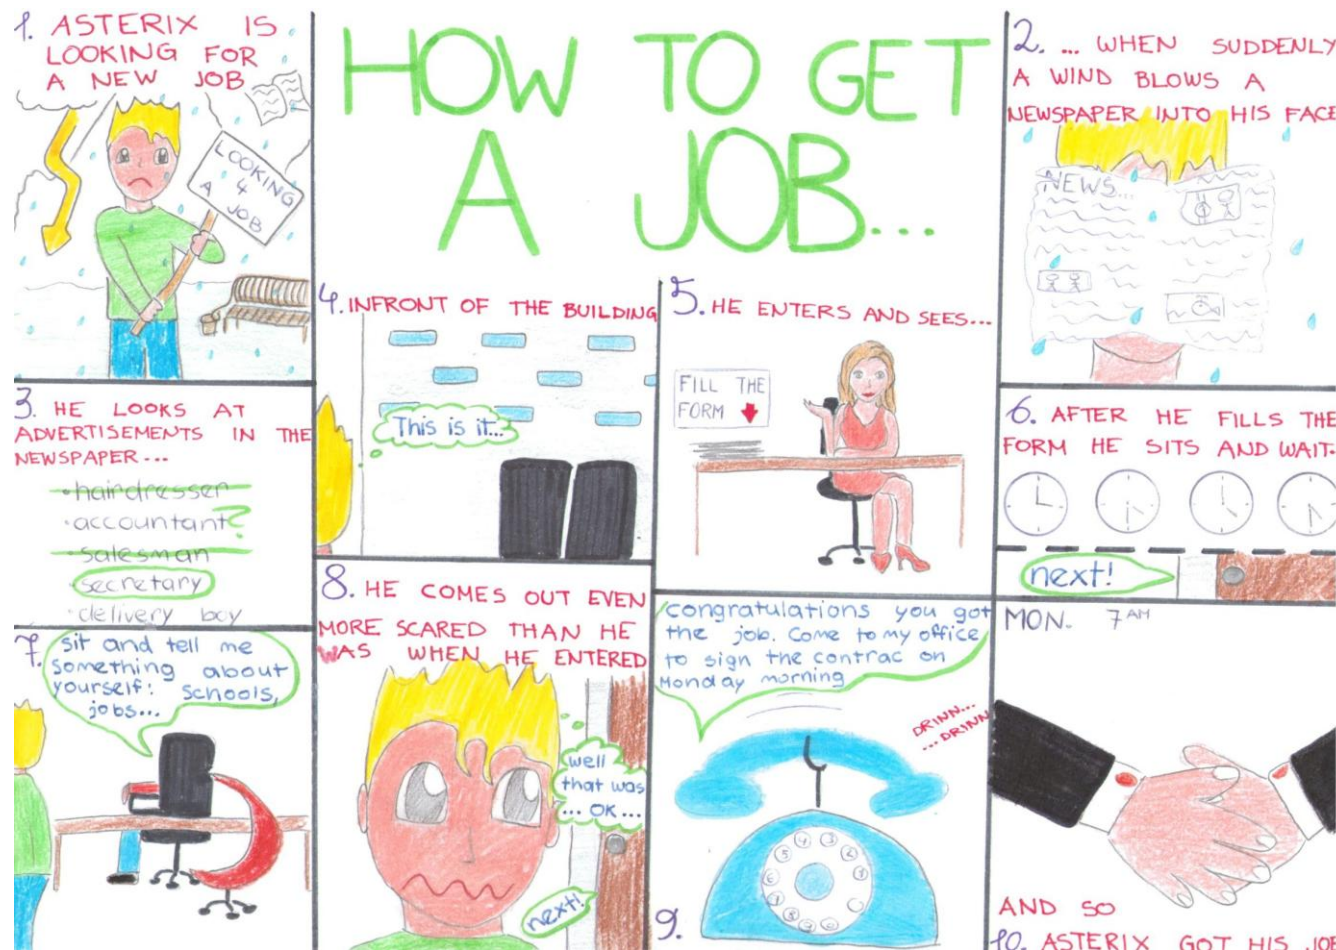 HOW TO GET
A JOB...
1. ASTERIX IS
LOOKING FOR
A NEW JOB
LOOKING
4
A
JOB
2. ... WHEN SUDDENLY
A WIND BLOWS A
NEWSPAPER INTO HIS FACE
NEWS...
3. HE LOOKS AT
ADVERTISEMENTS IN THE
NEWSPAPER...
• hairdresser
• accountant?
• salesman
• secretary
• delivery boy
4. INFRONT OF THE BUILDING
This is it...
5. HE ENTERS AND SEES...
FILL THE
FORM
6. AFTER HE FILLS THE
FORM HE SITS AND WAIT.
next!
7. sit and tell me
something about
yourself: schools,
jobs...
8. HE COMES OUT EVEN
MORE SCARED THAN HE
WAS WHEN HE ENTERED
well
that was
... OK ...
next!
congratulations you got
the job. Come to my office
to sign the contrac on
Monday morning
DRINN...
...DRINN
9.
MON. 7AM
AND SO
10. ASTERIX GOT HIS JOB